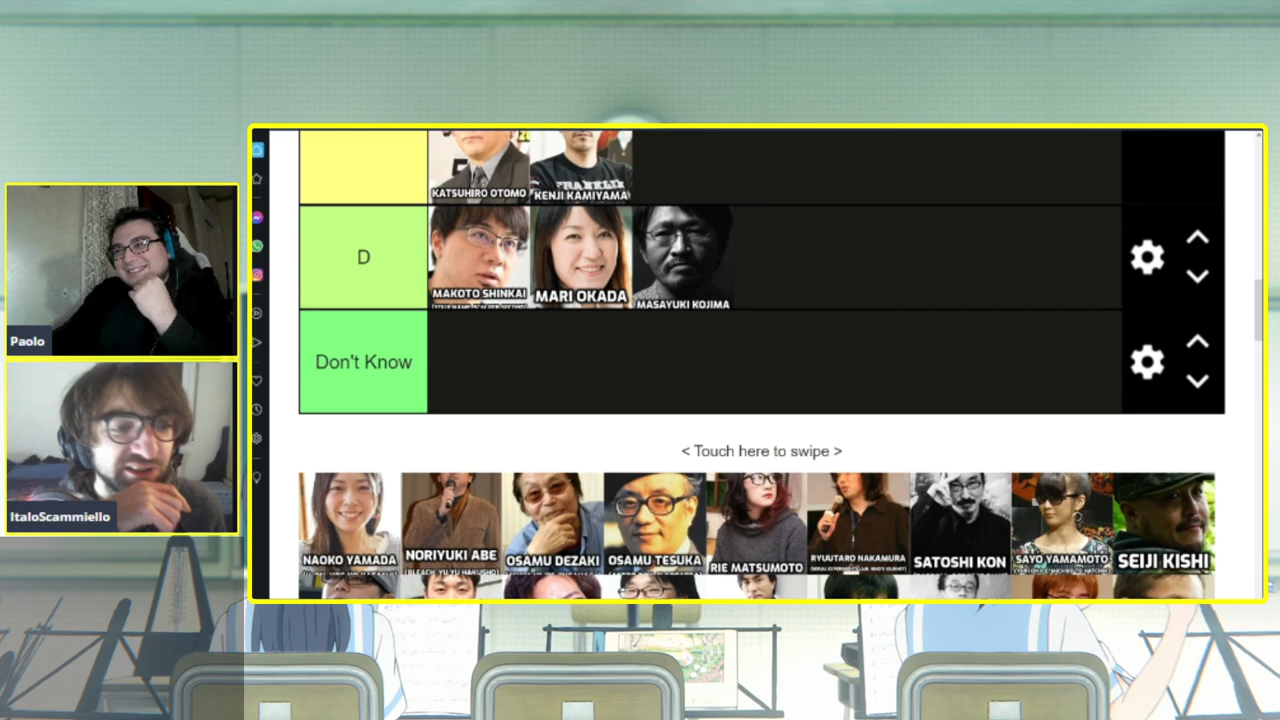 KATSUHIRO OTOMO
FRANKLIN
KENJI KAMIYAMA
D
MAKOTO SHINKAI
MARI OKADA
MASAYUKI KOJIMA
Paolo
Don't Know
< Touch here to swipe >
ItaloScammiello
NAOKO YAMADA
NORIYUKI ABE
(BLEACH, YU YU HAKUSHO)
OSAMU DEZAKI
OSAMU TESUKA
RIE MATSUMOTO
RYUUTARO NAKAMURA
SATOSHI KON
SAYO YAMAMOTO
SEIJI KISHI